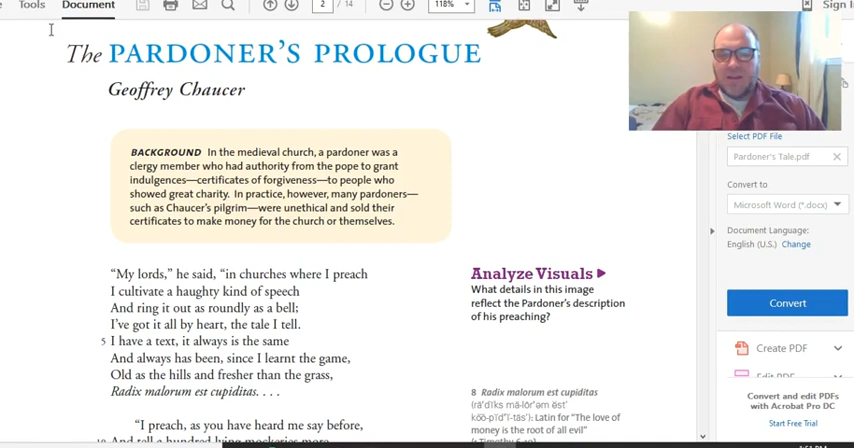 Tools
Document
2 / 14
118%
Sign I
The PARDONER'S PROLOGUE
Geoffrey Chaucer
BACKGROUND In the medieval church, a pardoner was a
clergy member who had authority from the pope to grant
indulgences—certificates of forgiveness—to people who
showed great charity. In practice, however, many pardoners—
such as Chaucer's pilgrim—were unethical and sold their
certificates to make money for the church or themselves.
"My lords," he said, "in churches where I preach
I cultivate a haughty kind of speech
And ring it out as roundly as a bell;
I've got it all by heart, the tale I tell.
5 I have a text, it always is the same
And always has been, since I learnt the game,
Old as the hills and fresher than the grass,
Radix malorum est cupiditas. . . .
"I preach, as you have heard me say before,
And tell a hundred lying mockeries more.
Analyze Visuals
What details in this image
reflect the Pardoner's description
of his preaching?
8 Radix malorum est cupiditas
Latin for "The love of
money is the root of all evil"
Select PDF File
Pardoner's Tale.pdf
Convert to
Microsoft Word (*.docx)
Document Language:
English (U.S.) Change
Convert
Create PDF
Edit PDF
Convert and edit PDFs
with Acrobat Pro DC
Start Free Trial